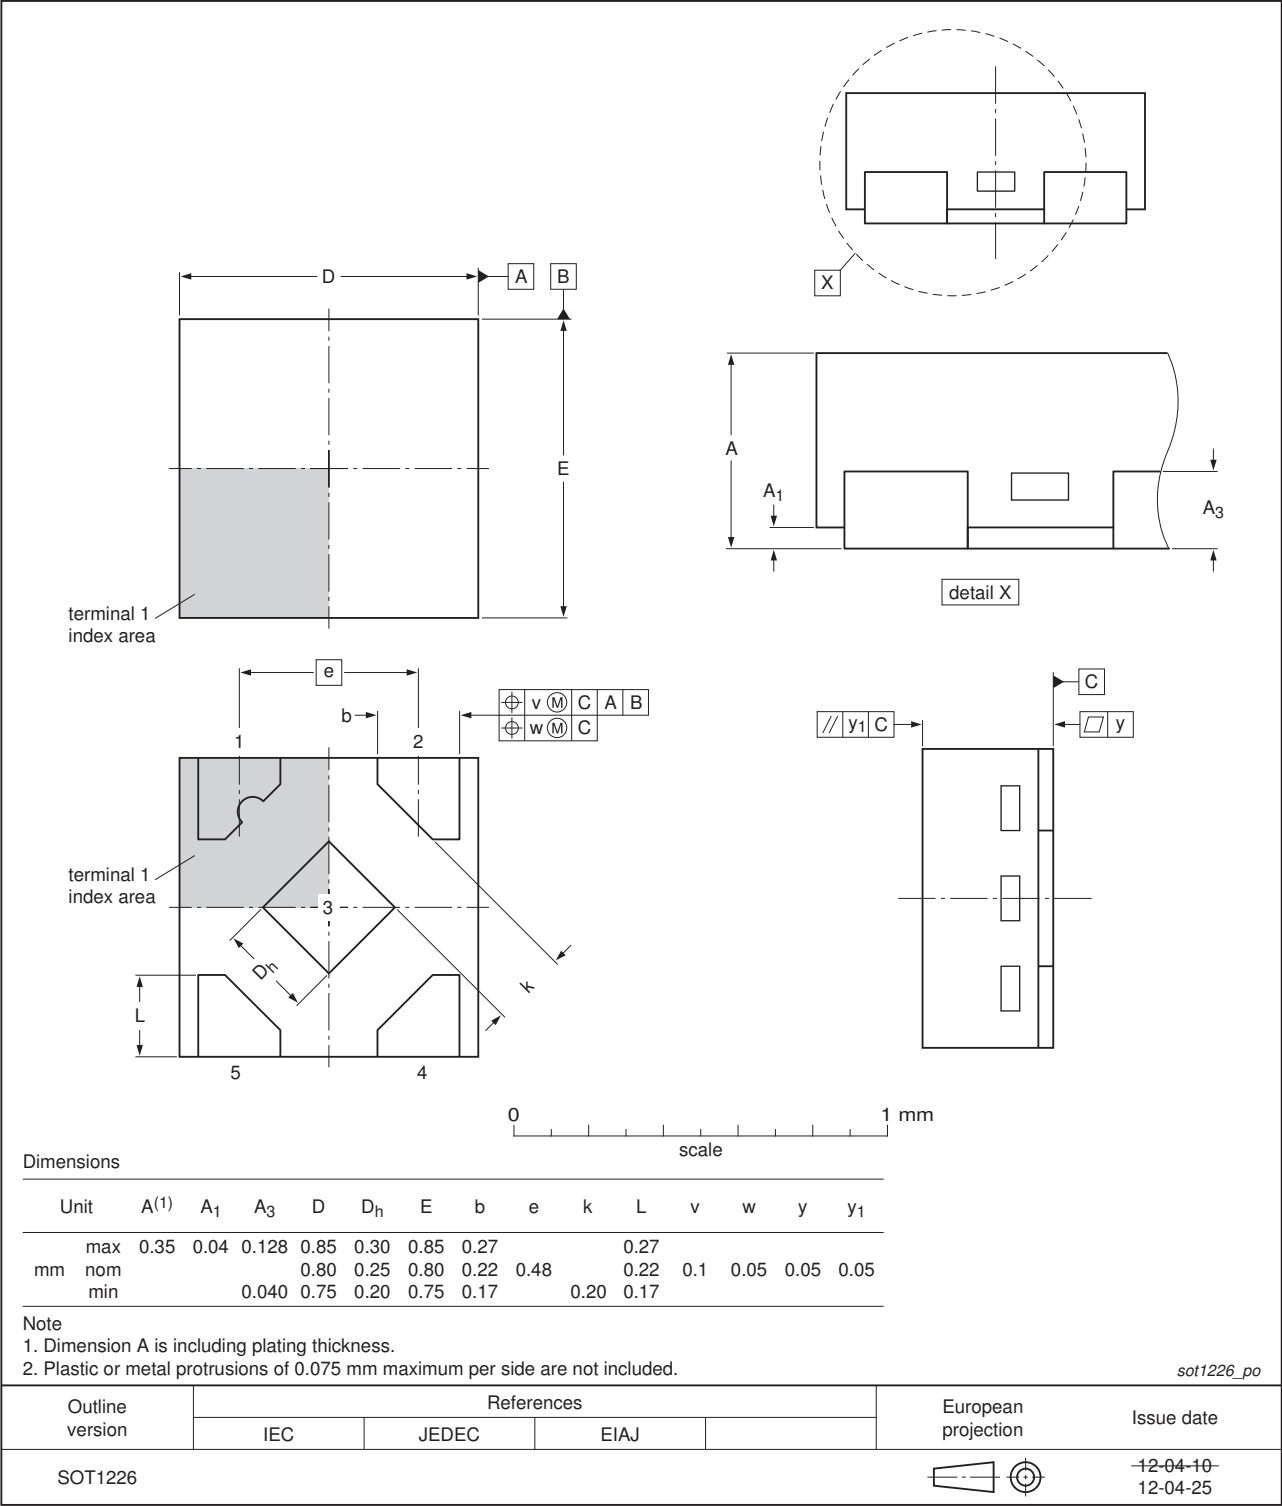 X
D
A
B
E
terminal 1
index area
A
A1
A3
detail X
e
b
v M C A B
w M C
1
2
terminal 1
index area
3
Dh
k
L
5
4
C
// y1 C
y
0
1 mm
scale
Dimensions
Unit A(1) A1 A3 D Dh E b e k L v w y y1
max 0.35 0.04 0.128 0.85 0.30 0.85 0.27 0.27
mm nom 0.80 0.25 0.80 0.22 0.48 0.22 0.1 0.05 0.05 0.05
min 0.040 0.75 0.20 0.75 0.17 0.20 0.17
Note
1. Dimension A is including plating thickness.
2. Plastic or metal protrusions of 0.075 mm maximum per side are not included.
sot1226_po
Outline
version
References
IEC JEDEC EIAJ
European
projection
Issue date
SOT1226
12-04-10
12-04-25